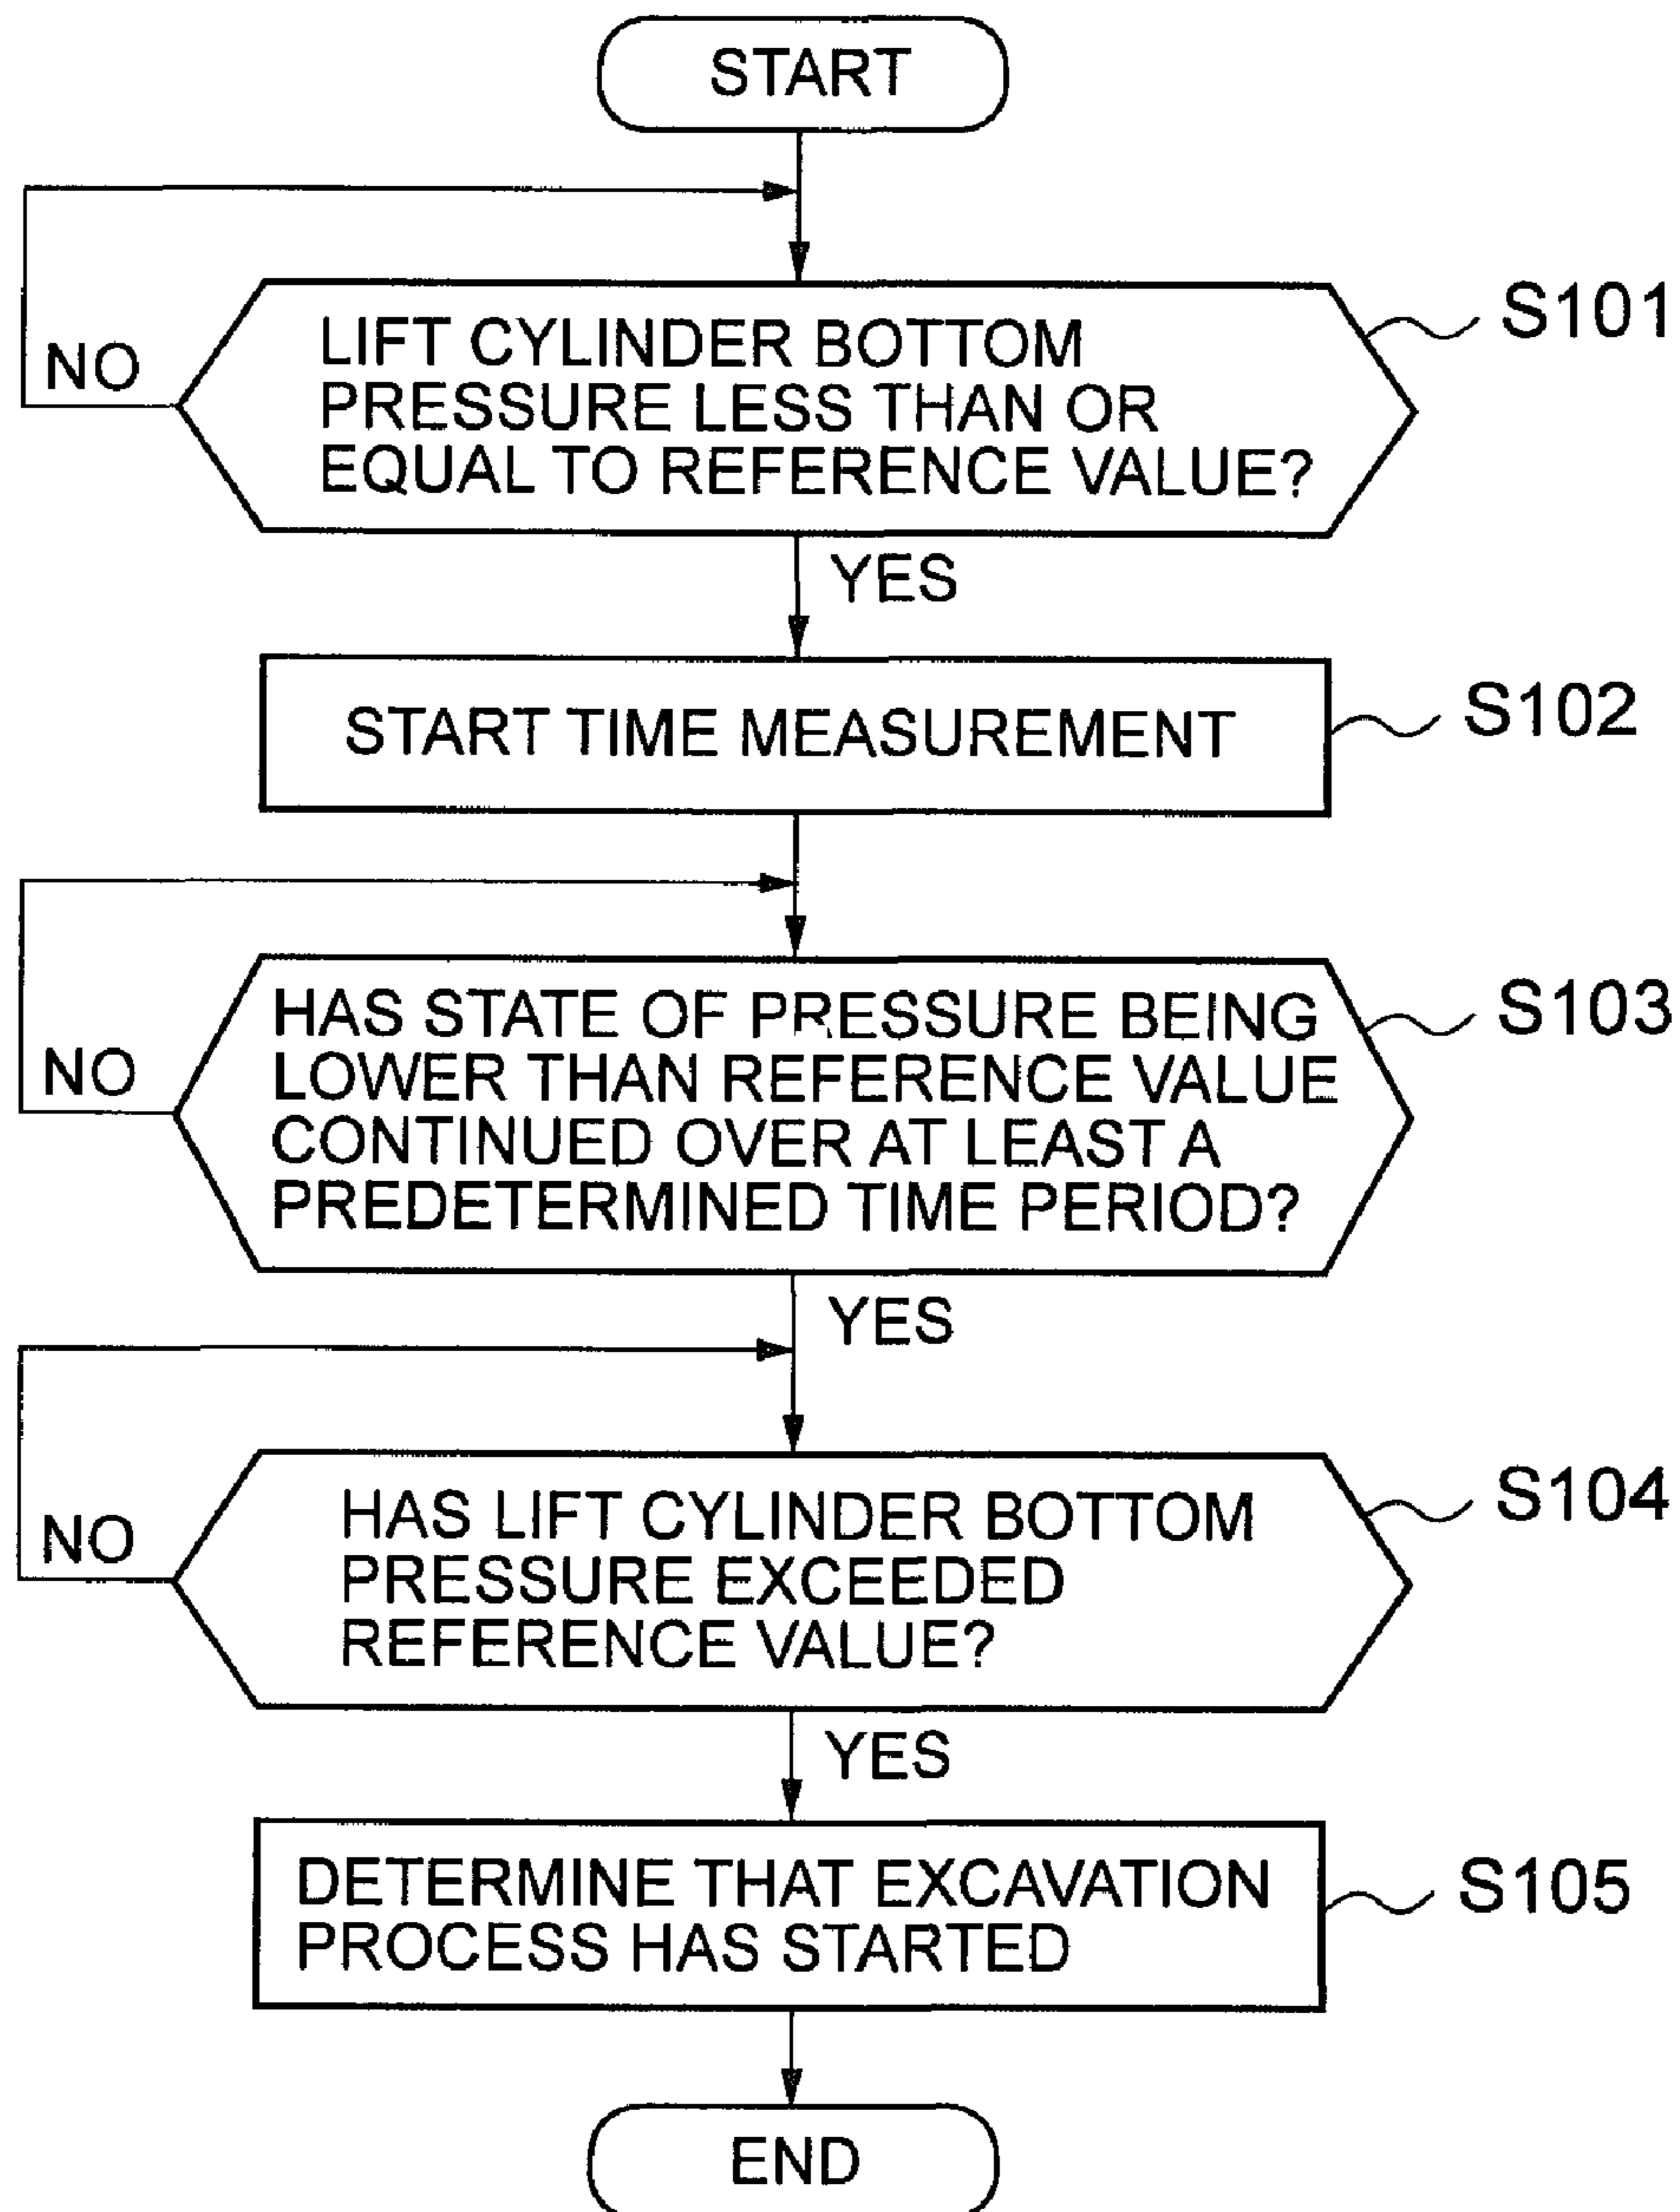 START
LIFT CYLINDER BOTTOM
PRESSURE LESS THAN OR
EQUAL TO REFERENCE VALUE?
S101
NO
YES
START TIME MEASUREMENT
S102
HAS STATE OF PRESSURE BEING
LOWER THAN REFERENCE VALUE
CONTINUED OVER AT LEAST A
PREDETERMINED TIME PERIOD?
S103
NO
YES
HAS LIFT CYLINDER BOTTOM
PRESSURE EXCEEDED
REFERENCE VALUE?
S104
NO
YES
DETERMINE THAT EXCAVATION
PROCESS HAS STARTED
S105
END